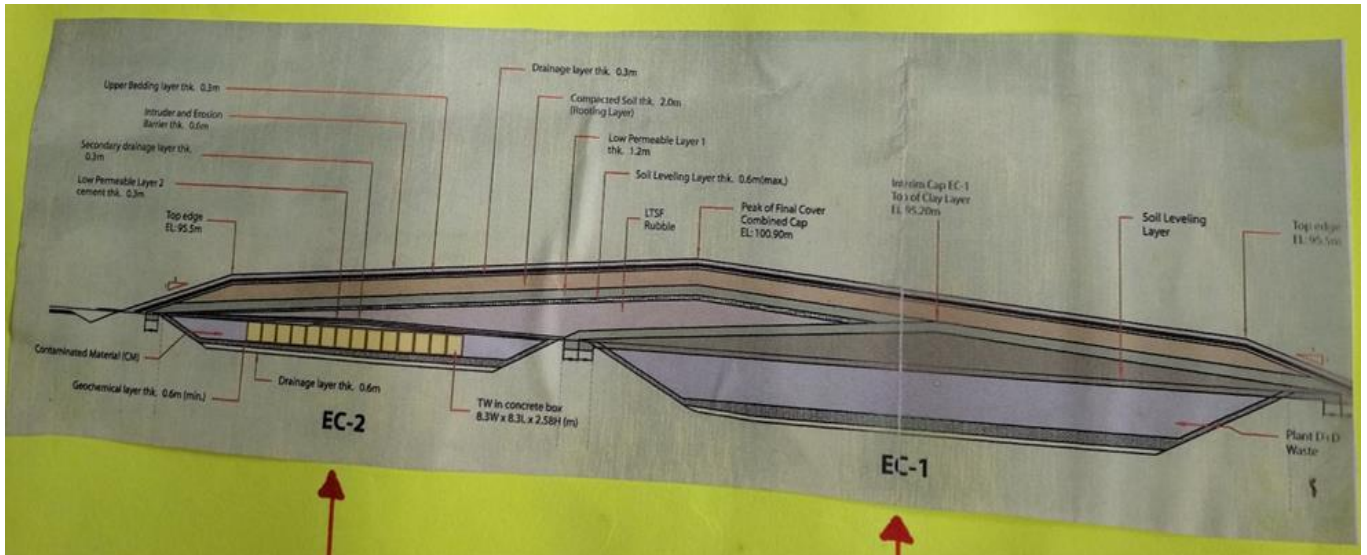 Drainage layer thk. 0.3m
Upper Bedding layer thk. 0.3m
Compacted Soil thk. 2.0m
(Rooting Layer)
Intruder and Erosion
Barrier thk. 0.6m
Low Permeable Layer 1
thk. 1.2m
Secondary drainage layer thk.
0.3m
Soil Leveling Layer thk. 0.6m(max.)
Low Permeable Layer 2
cement thk. 0.3m
Interim Cap EC-1
Top of Clay Layer
EL 95.20m
Top edge
EL:95.5m
LTSF
Rubble
Peak of Final Cover
Combined Cap
EL:100.90m
Soil Leveling
Layer
Top edge
EL:95.5m
Contaminated Material (CM)
Geochemical layer thk. 0.6m (min.)
Drainage layer thk. 0.6m
TW in concrete box
8.3W x 8.3L x 2.58H (m)
EC-2
EC-1
Plant D+D
Waste